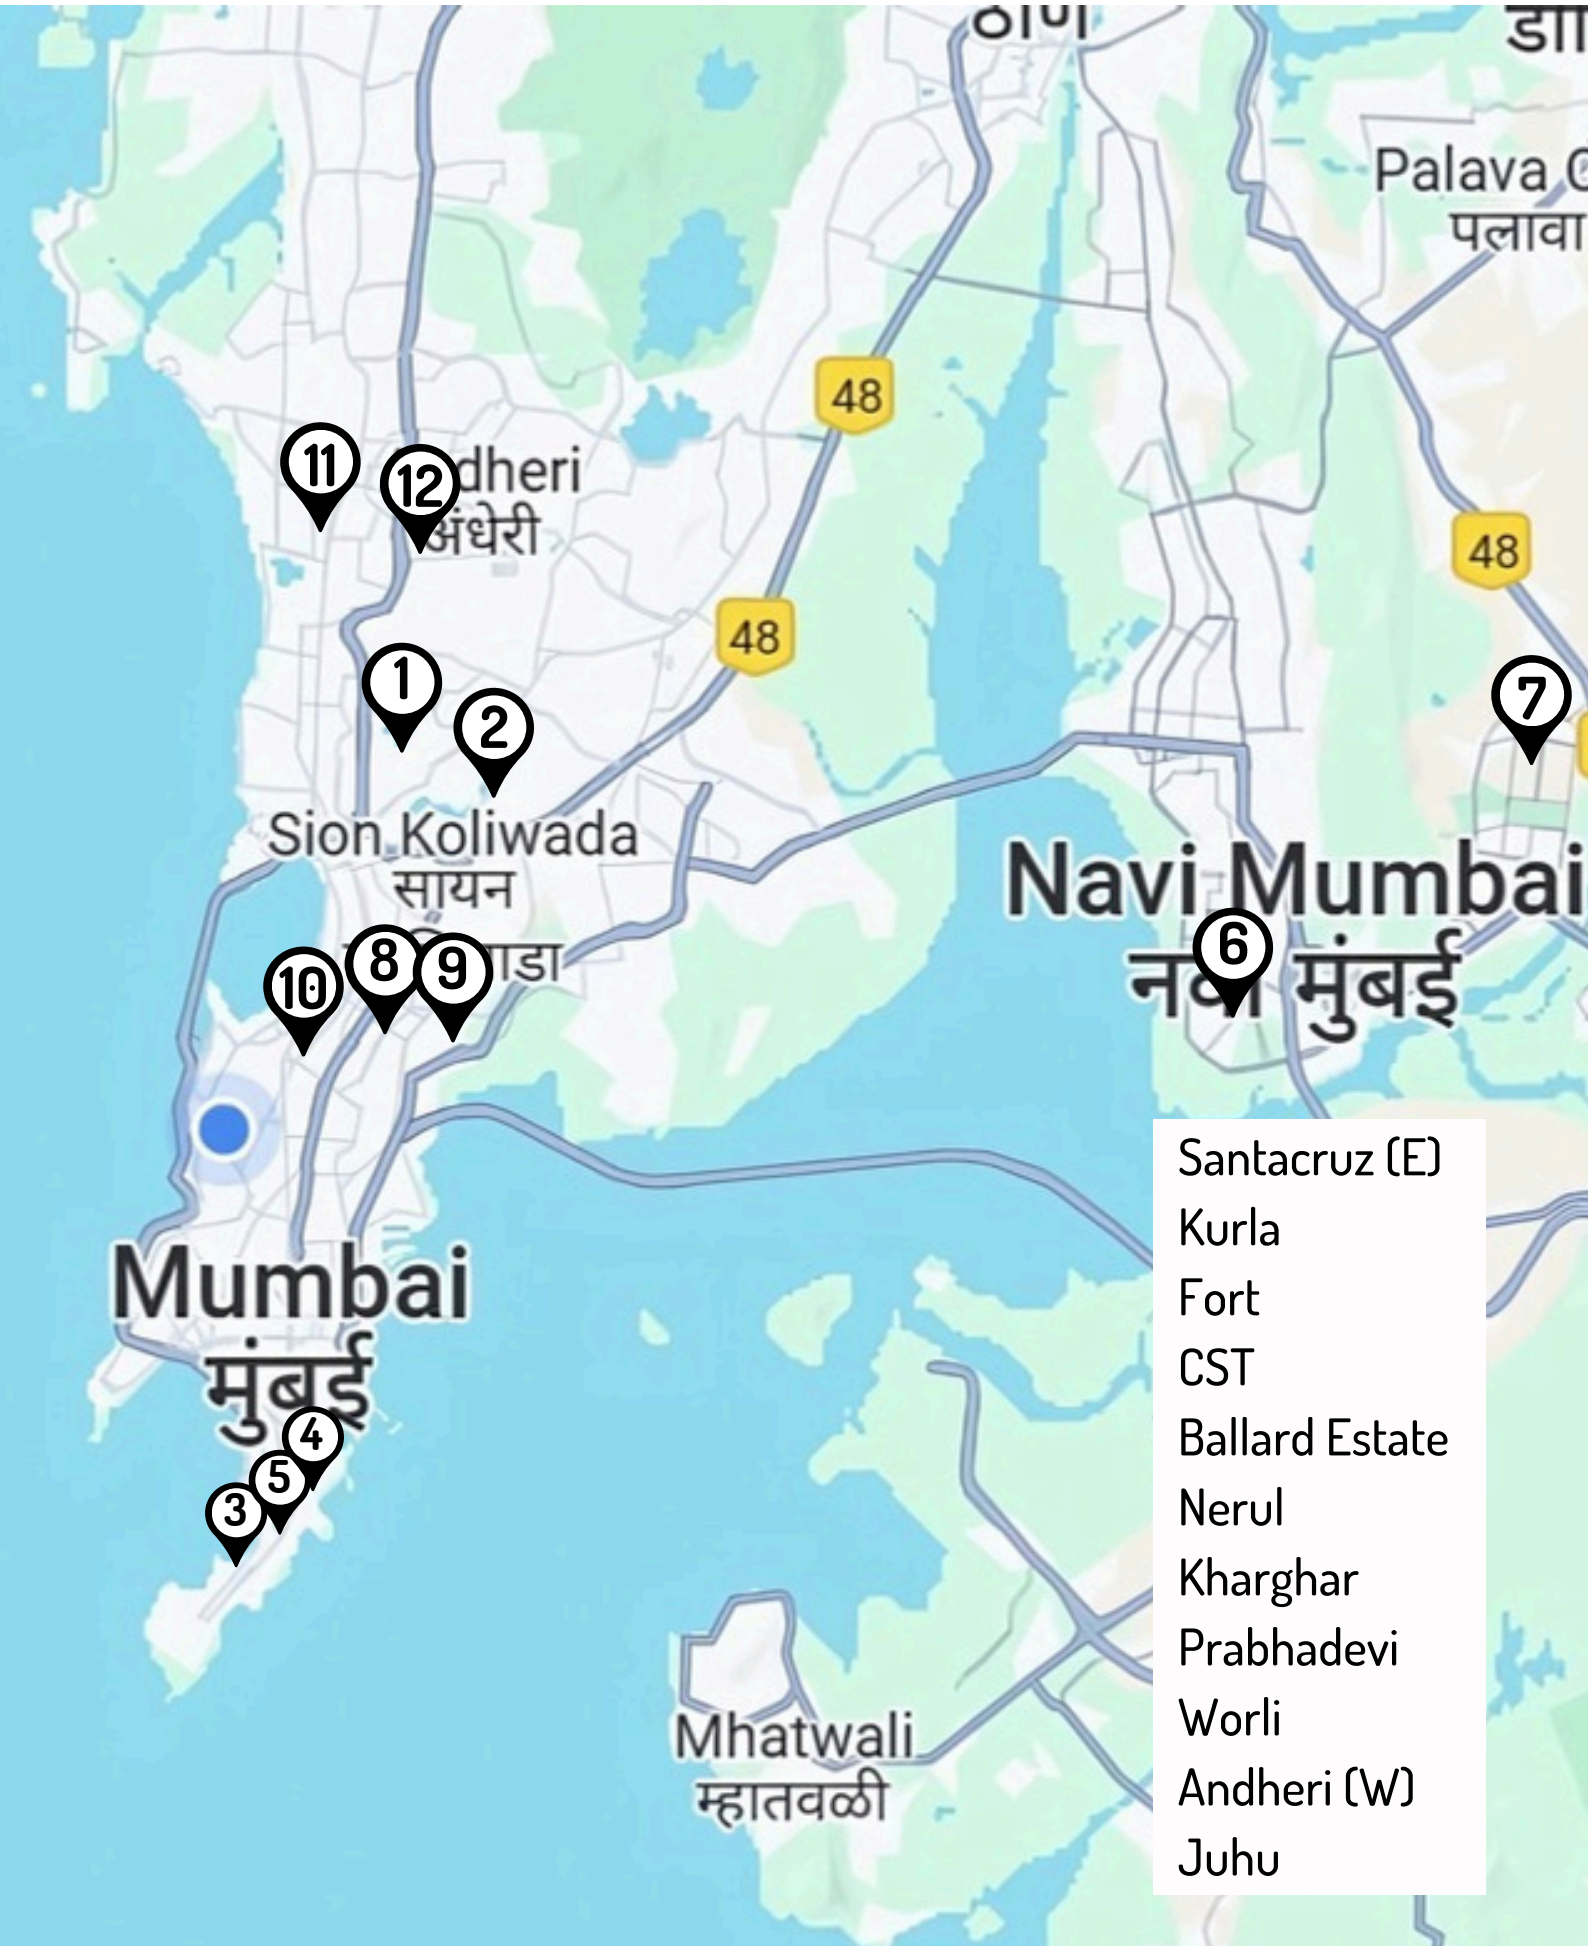 ठाणे
डों
Palava C
पलावा
48
11
12
dheri
अंधेरी
48
48
1
2
7
Sion Koliwada
सायन
Navi Mumbai
6
मुंबई
10
8
9
Santacruz (E)
Kurla
Fort
CST
Ballard Estate
Nerul
Kharghar
Prabhadevi
Worli
Andheri (W)
Juhu
Mumbai
मुंबई
4
5
3
Mhatwali
म्हातवळी